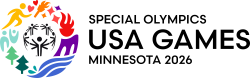 SPECIAL OLYMPICS
USA GAMES
MINNESOTA 2026